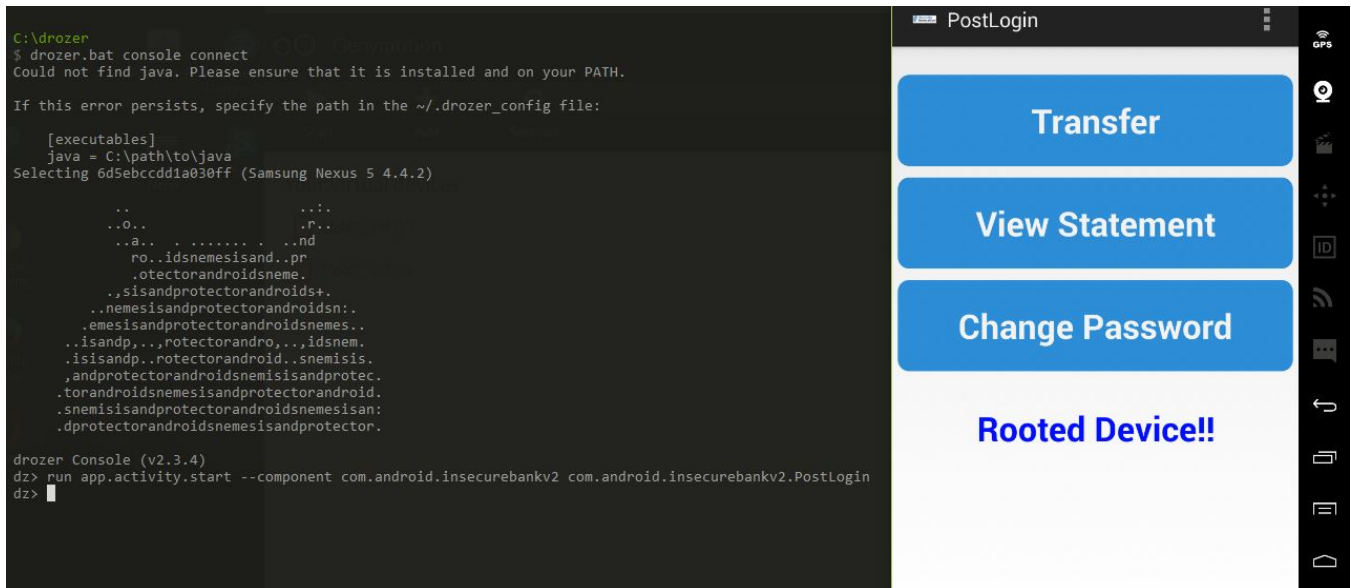 C:\drozer
$ drozer.bat console connect
Could not find java. Please ensure that it is installed and on your PATH.
If this error persists, specify the path in the ~/.drozer_config file:
[executables]
java = C:\path\to\java
Selecting 6d5ebccdd1a030ff (Samsung Nexus 5 4.4.2)
.. ..:.
..o.. .r..
..a.. . ....... . ..nd
ro..idsnemesisand..pr
.otectorandroidsneme.
.,sisandprotectorandroids+.
..nemesisandprotectorandroidsn:.
.emesisandprotectorandroidsnemes..
..isandp,..,rotectorandro,..,idsnem.
.isisandp..rotectorandroid..snemisis.
,andprotectorandroidsnemisisandprotec.
.torandroidsnemesisandprotectorandroid.
.snemisisandprotectorandroidsnemesisan:
.dprotectorandroidsnemesisandprotector.
drozer Console (v2.3.4)
dz> run app.activity.start --component com.android.insecurebankv2 com.android.insecurebankv2.PostLogin
dz>
PostLogin
Transfer
View Statement
Change Password
Rooted Device!!
GPS
ID